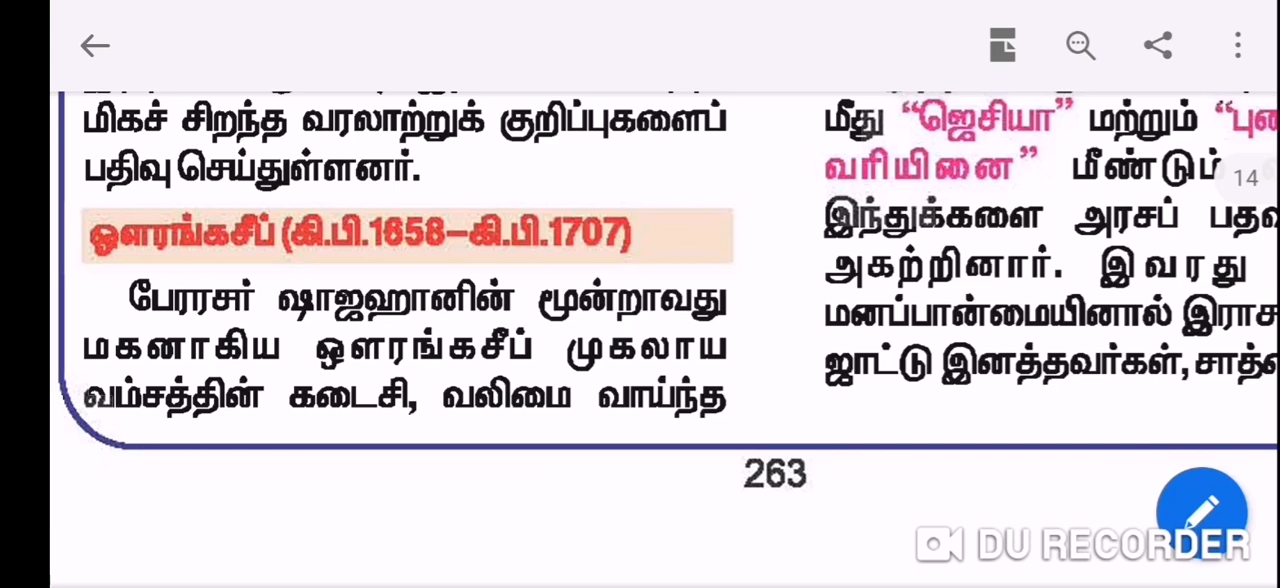 மிகச் சிறந்த வரலாற்றுக் குறிப்புகளைப்
பதிவு செய்துள்ளனர்.
ஔரங்கசீப் (கி.பி.1658–கி.பி.1707)
பேரரசர் ஷாஜஹானின் மூன்றாவது
மகனாகிய ஔரங்கசீப் முகலாய
வம்சத்தின் கடைசி, வலிமை வாய்ந்த
மீது “ஜெசியா” மற்றும்
வரியினை” மீண்டும்
இந்துக்களை அரசப்
அகற்றினார். இவரது
மனப்பான்மையினால்
ஜாட்டு இனத்தவர்கள்,
14
263
DU RECORDER